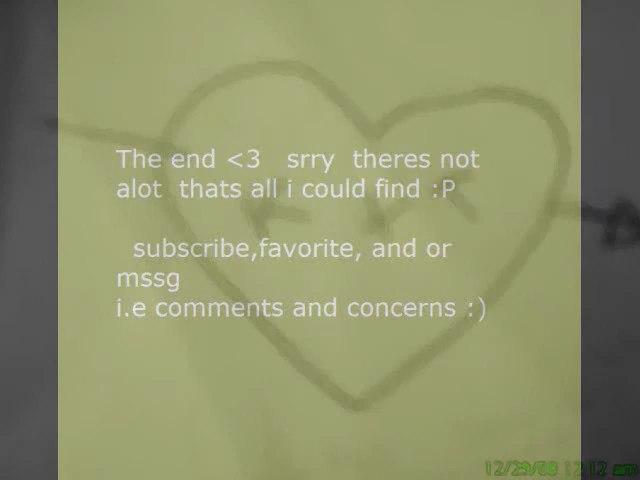 The end <3 srry theres not
alot thats all i could find :P
subscribe,favorite, and or
mssg
i.e comments and concerns :)
12/29/08 12:12 am